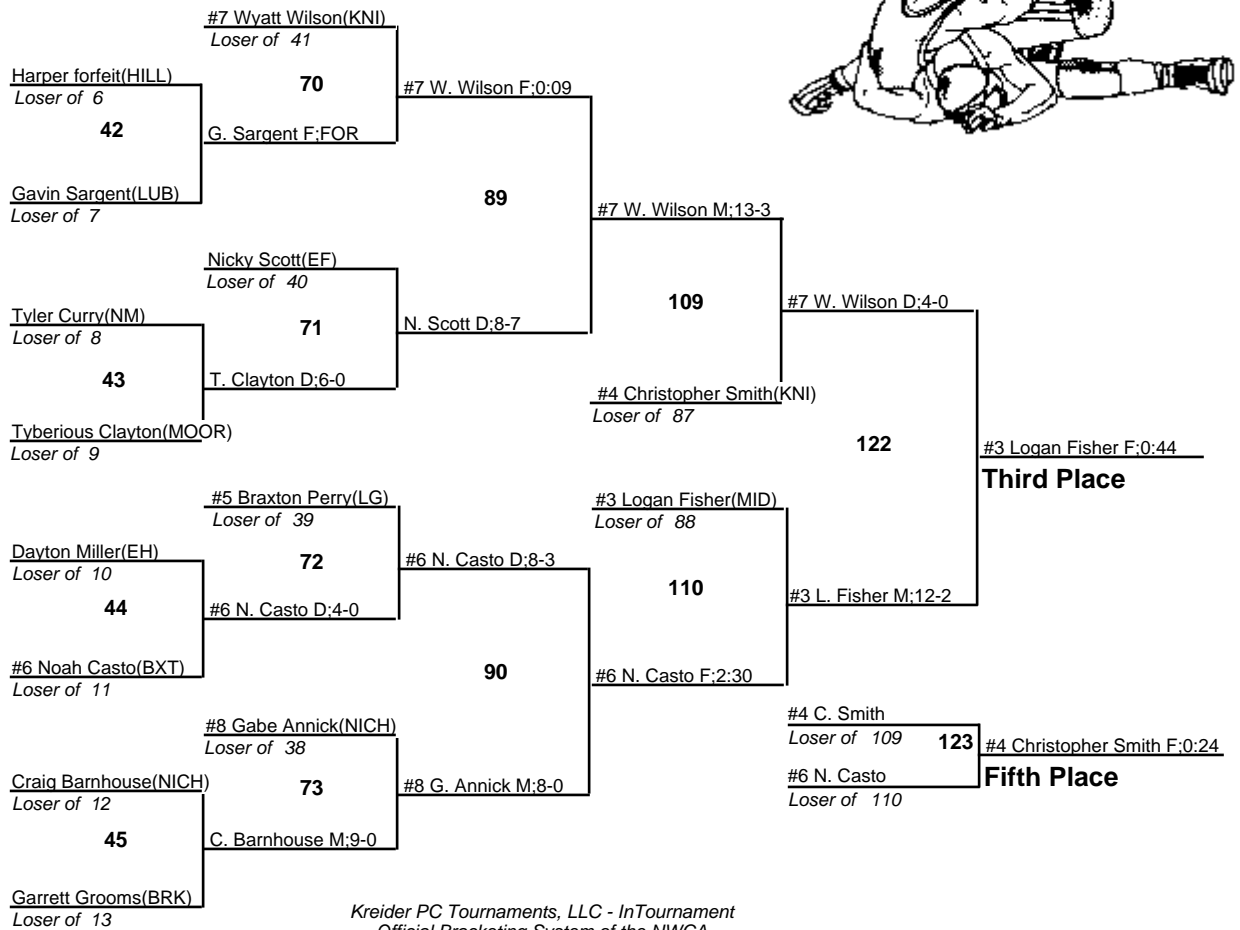 #7 Wyatt Wilson(KNI)
Loser of 41
Harper forfeit(HILL)
Loser of 6
70
#7 W. Wilson F;0:09
42
G. Sargent F;FOR
Gavin Sargent(LUB)
Loser of 7
89
#7 W. Wilson M;13-3
Nicky Scott(EF)
Loser of 40
Tyler Curry(NM)
Loser of 8
71
N. Scott D;8-7
109
#7 W. Wilson D;4-0
43
T. Clayton D;6-0
#4 Christopher Smith(KNI)
Loser of 87
Tyberious Clayton(MOOR)
Loser of 9
122
#3 Logan Fisher F;0:44
Third Place
#5 Braxton Perry(LG)
Loser of 39
#3 Logan Fisher(MID)
Loser of 88
Dayton Miller(EH)
Loser of 10
72
#6 N. Casto D;8-3
110
44
#6 N. Casto D;4-0
#3 L. Fisher M;12-2
#6 Noah Casto(BXT)
Loser of 11
90
#6 N. Casto F;2:30
#8 Gabe Annick(NICH)
Loser of 38
#4 C. Smith
Loser of 109
123
#4 Christopher Smith F;0:24
Fifth Place
Craig Barnhouse(NICH)
Loser of 12
73
#8 G. Annick M;8-0
#6 N. Casto
Loser of 110
45
C. Barnhouse M;9-0
Garrett Grooms(BRK)
Loser of 13
Kreider PC Tournaments, LLC - InTournament
Official Bracketing System of the NWCA